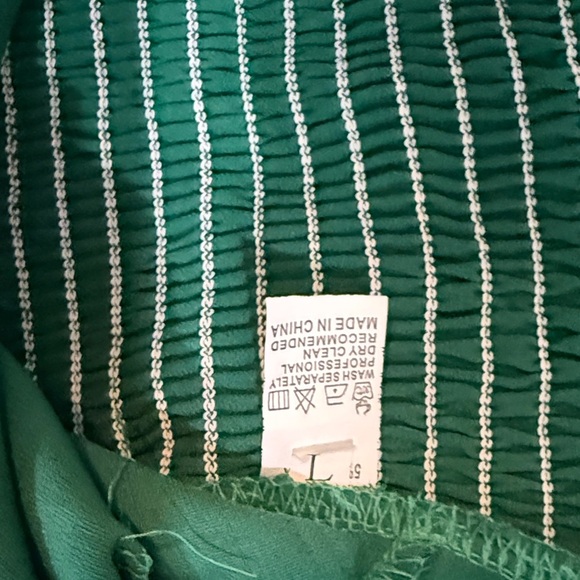 L
WASH SEPARATELY
PROFESSIONAL
DRY CLEAN
RECOMMENDED
MADE IN CHINA